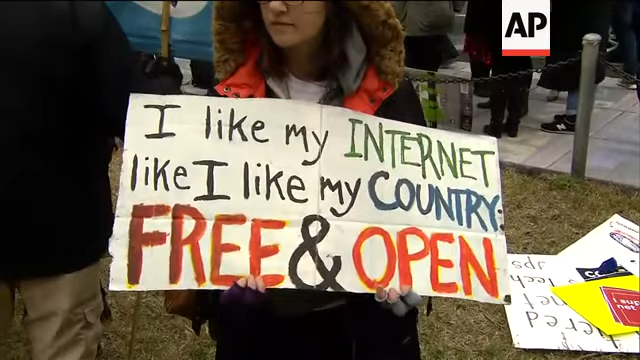 AP
I like my INTERNET
like I like my COUNTRY:
FREE & OPEN